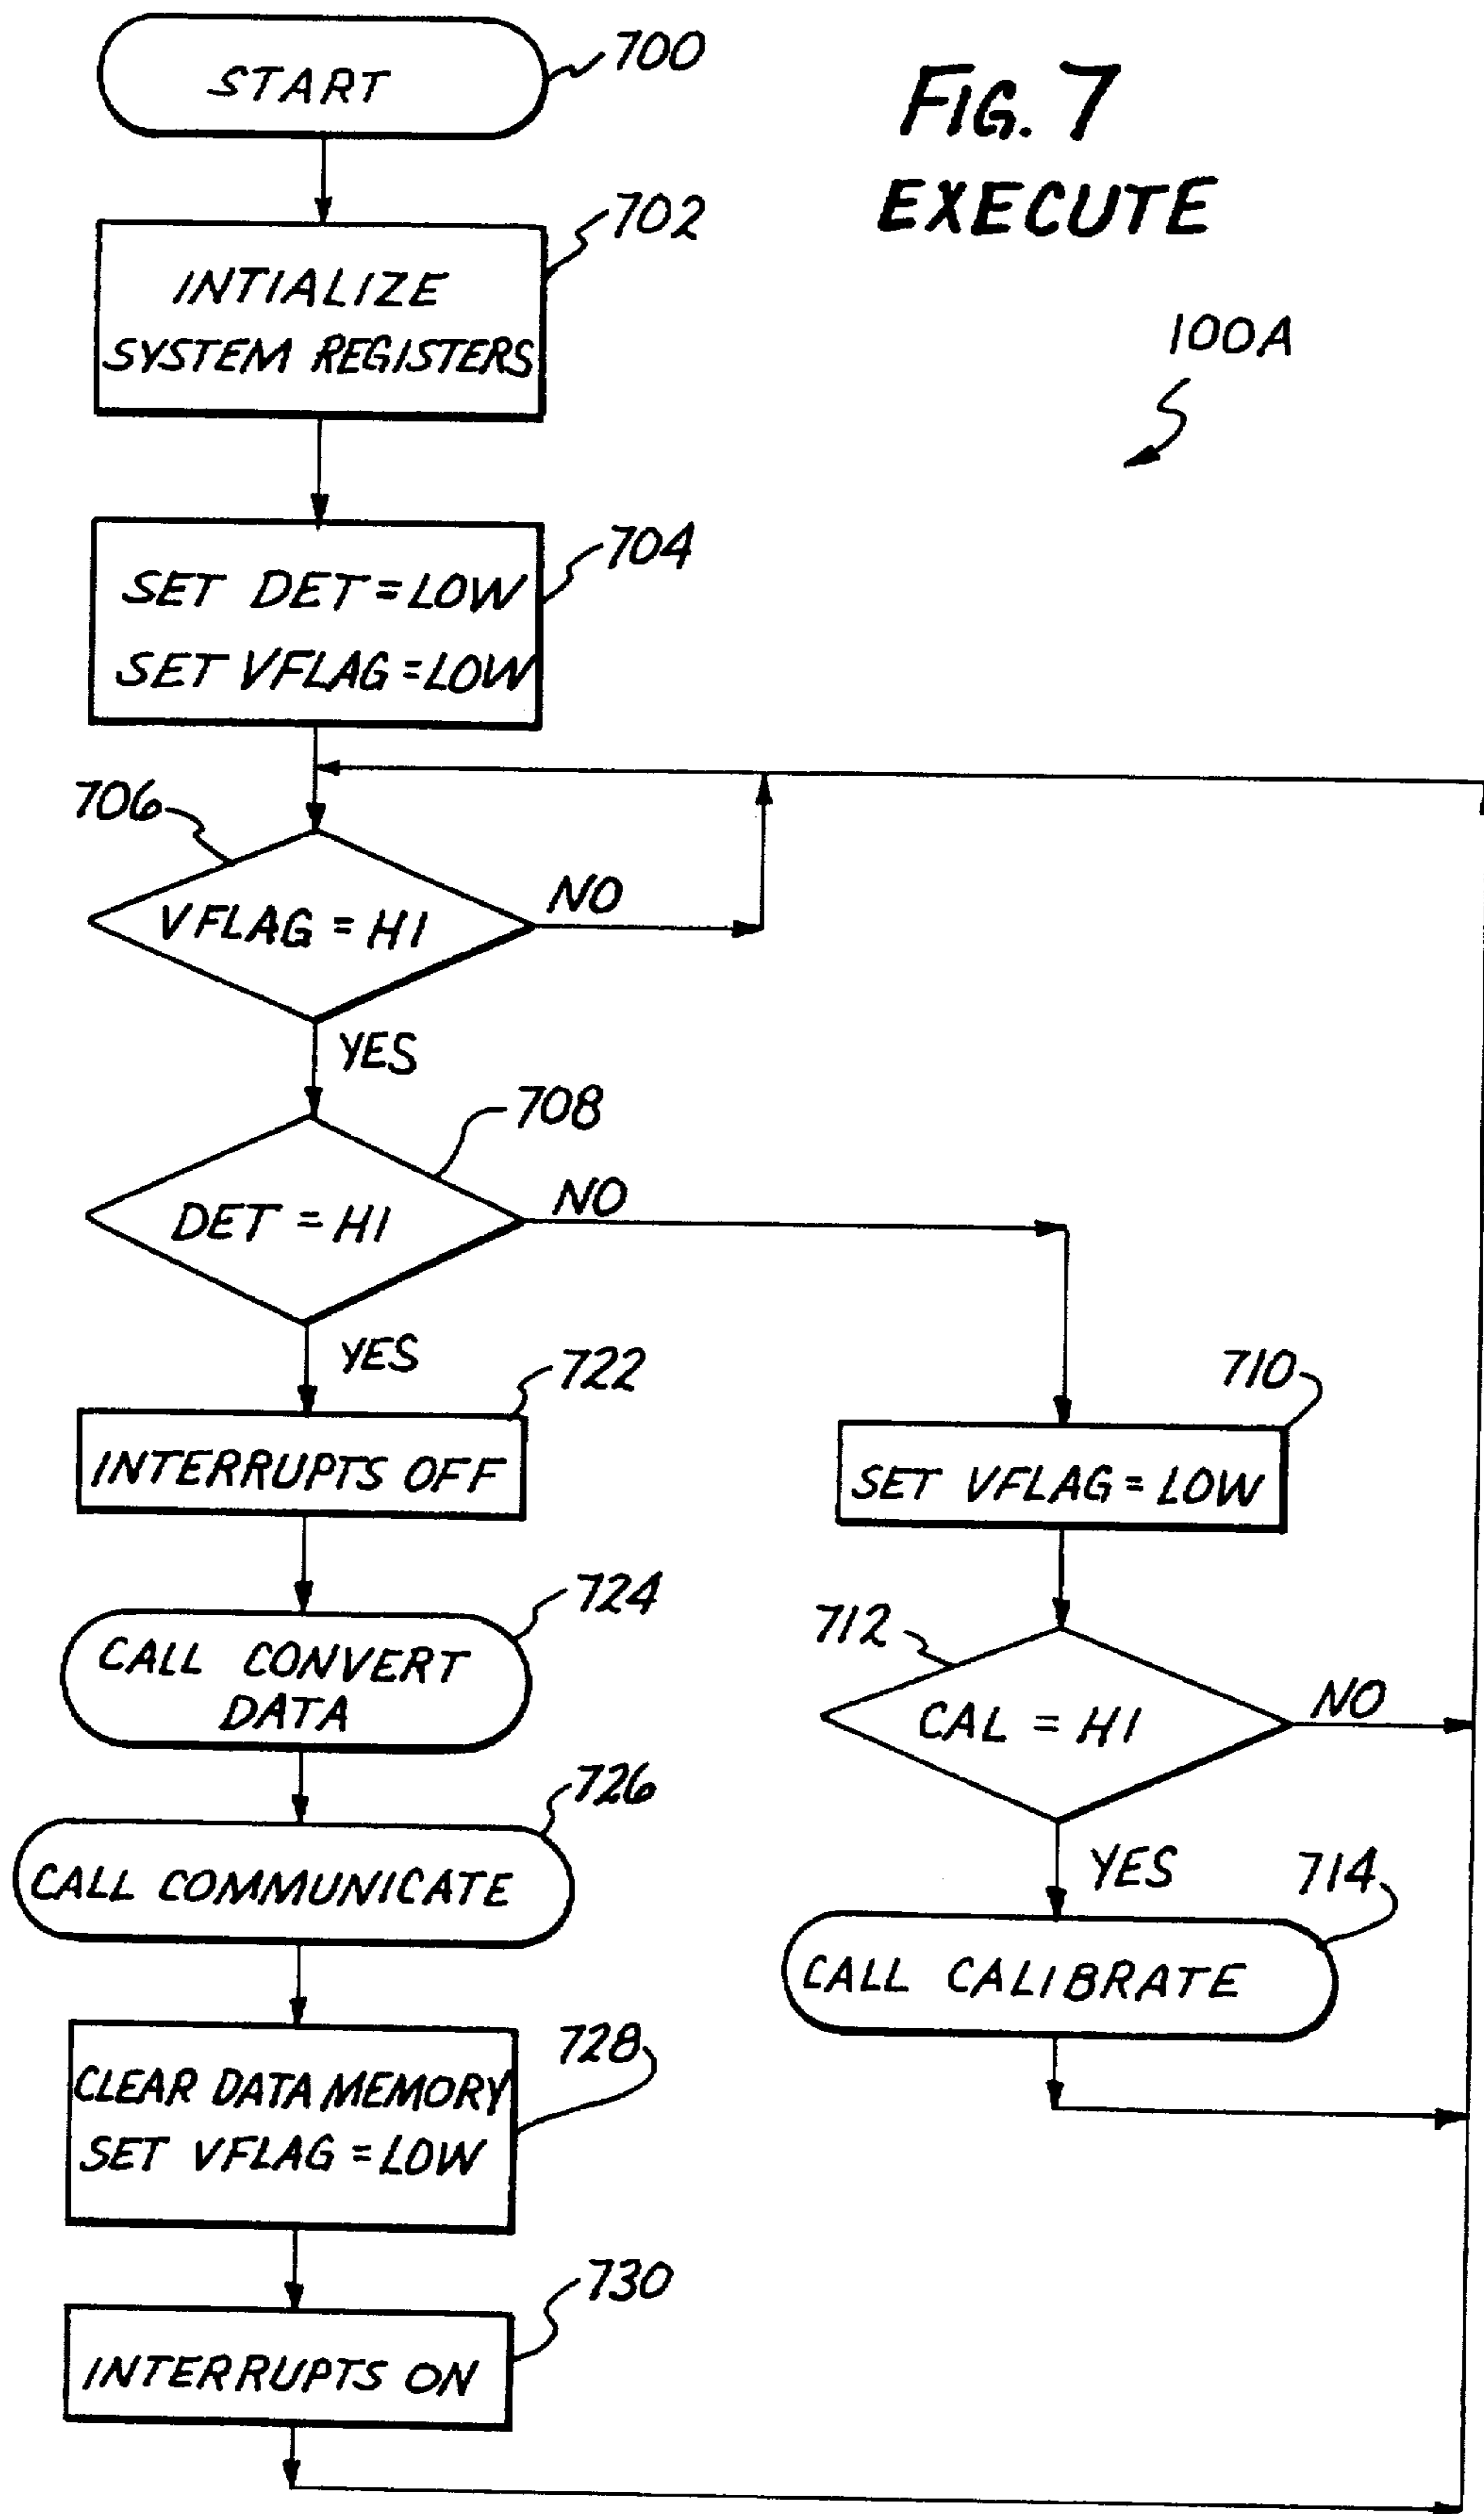 START
700
FIG. 7
EXECUTE
702
INTIALIZE
SYSTEM REGISTERS
100A
704
SET DET = LOW
SET VFLAG = LOW
706
VFLAG = HI
NO
YES
708
DET = HI
NO
YES
722
INTERRUPTS OFF
710
SET VFLAG = LOW
724
CALL CONVERT
DATA
712
CAL = HI
NO
YES
726
CALL COMMUNICATE
714
CALL CALIBRATE
728
CLEAR DATA MEMORY
SET VFLAG = LOW
730
INTERRUPTS ON